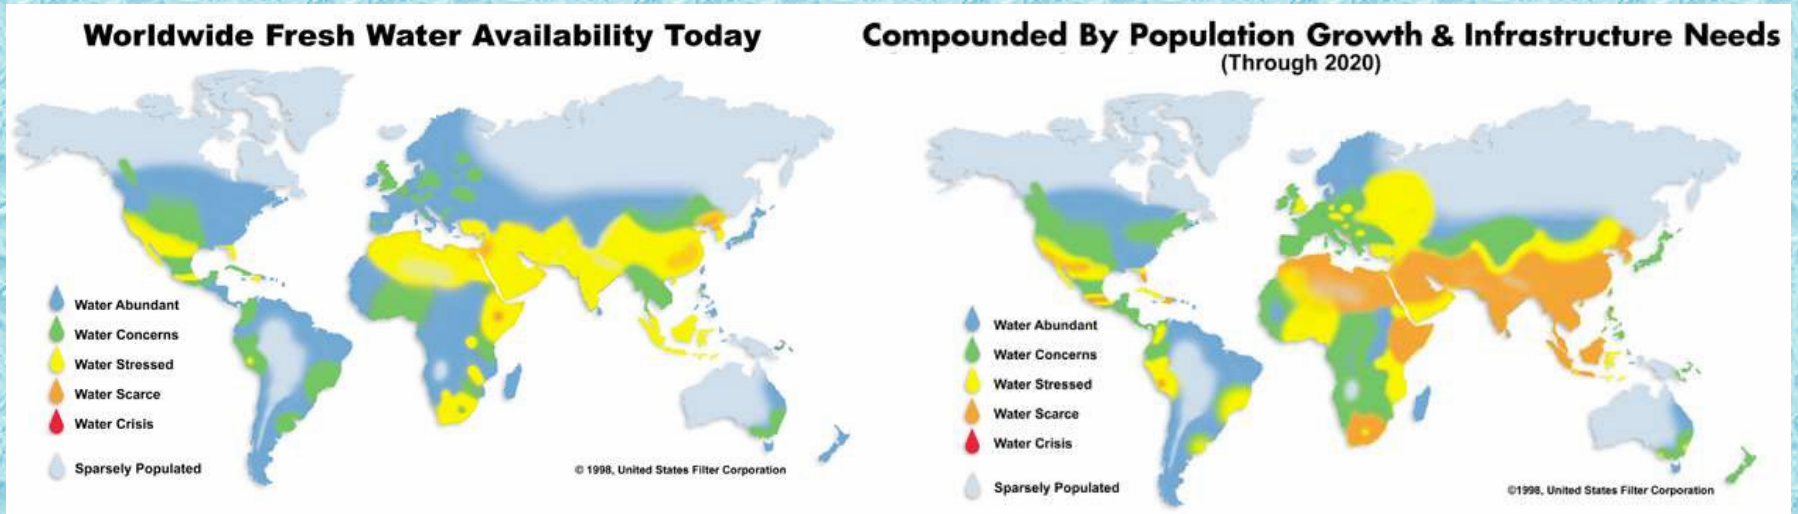 Worldwide Fresh Water Availability Today
Water Abundant
Water Concerns
Water Stressed
Water Scarce
Water Crisis
Sparsely Populated
© 1998, United States Filter Corporation
Compounded By Population Growth & Infrastructure Needs
(Through 2020)
Water Abundant
Water Concerns
Water Stressed
Water Scarce
Water Crisis
Sparsely Populated
©1998, United States Filter Corporation